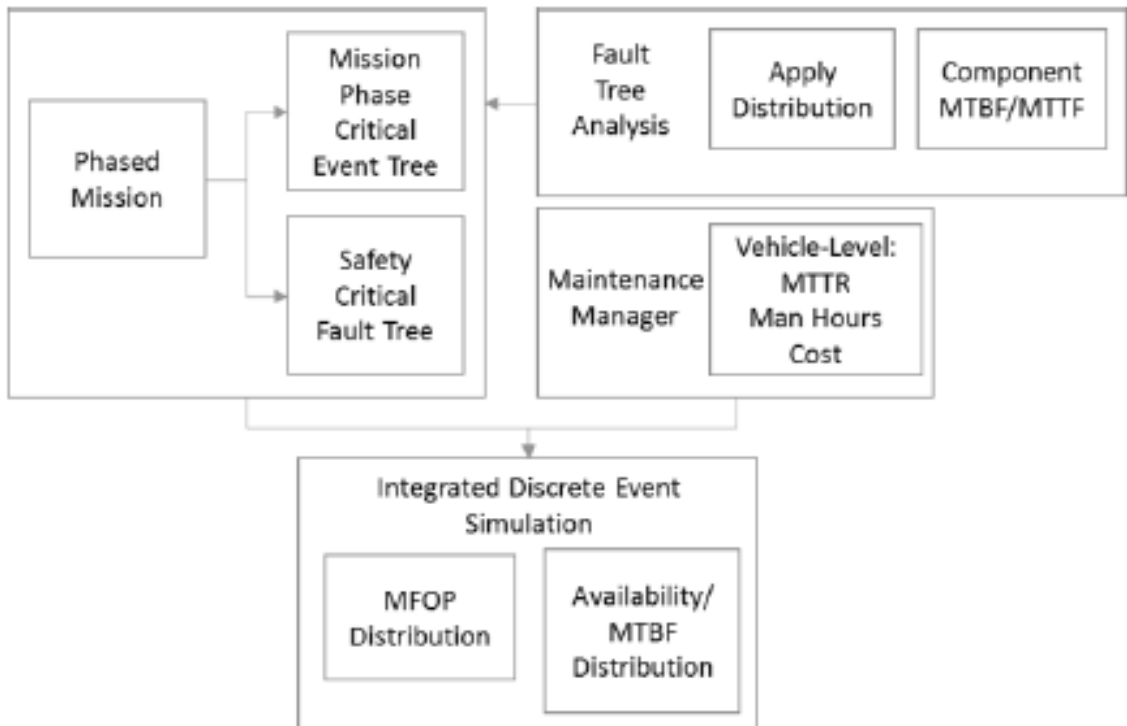 Phased
Mission
Mission
Phase
Critical
Event Tree
Safety
Critical
Fault Tree
Fault
Tree
Analysis
Apply
Distribution
Component
MTBF/MTTF
Maintenance
Manager
Vehicle-Level:
MTTR
Man Hours
Cost
Integrated Discrete Event
Simulation
MFOP
Distribution
Availability/
MTBF
Distribution